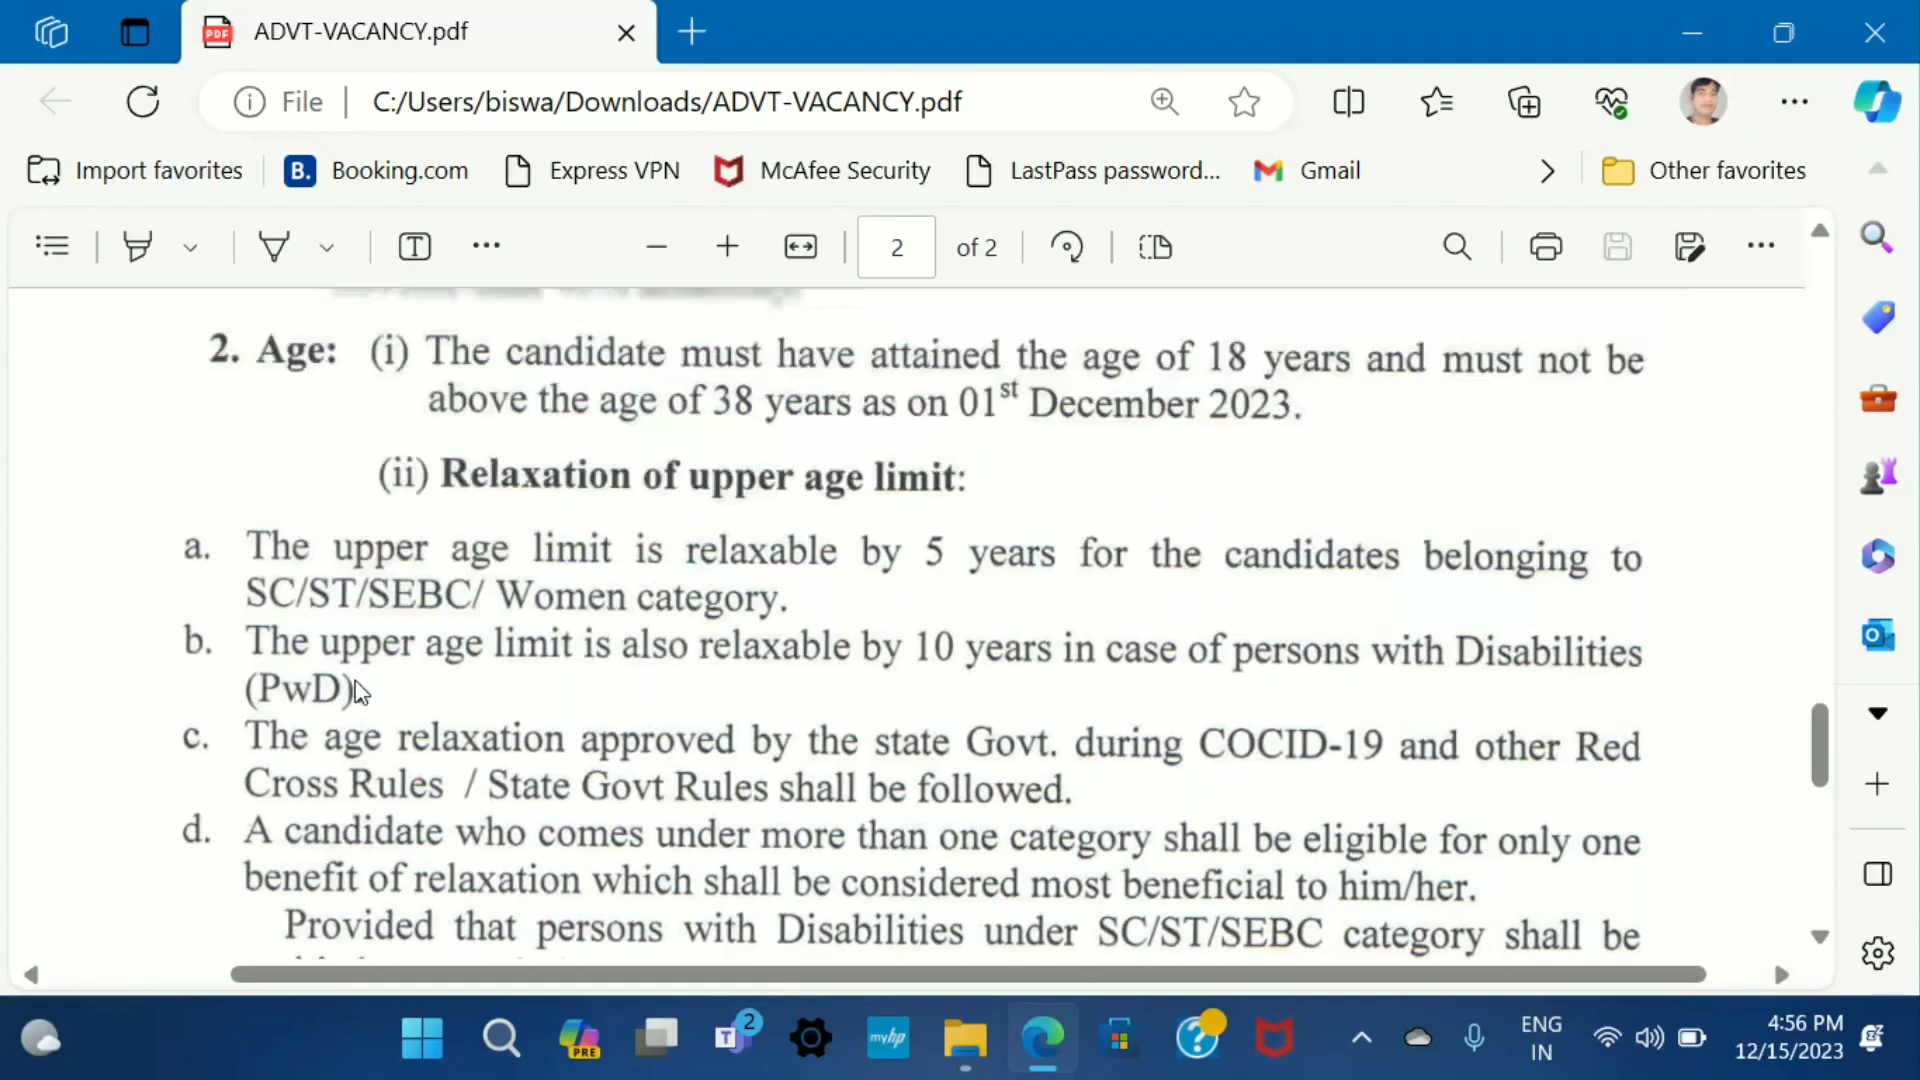 ADVT-VACANCY.pdf
File
C:/Users/biswa/Downloads/ADVT-VACANCY.pdf
Import favorites
B. Booking.com
Express VPN
McAfee Security
LastPass password...
Gmail
Other favorites
2 of 2
2. Age: (i) The candidate must have attained the age of 18 years and must not be
above the age of 38 years as on 01st December 2023.
(ii) Relaxation of upper age limit:
a. The upper age limit is relaxable by 5 years for the candidates belonging to
SC/ST/SEBC/ Women category.
b. The upper age limit is also relaxable by 10 years in case of persons with Disabilities
(PwD)
c. The age relaxation approved by the state Govt. during COCID-19 and other Red
Cross Rules / State Govt Rules shall be followed.
d. A candidate who comes under more than one category shall be eligible for only one
benefit of relaxation which shall be considered most beneficial to him/her.
Provided that persons with Disabilities under SC/ST/SEBC category shall be
PRE
2
myhp
ENG
IN
4:56 PM
12/15/2023